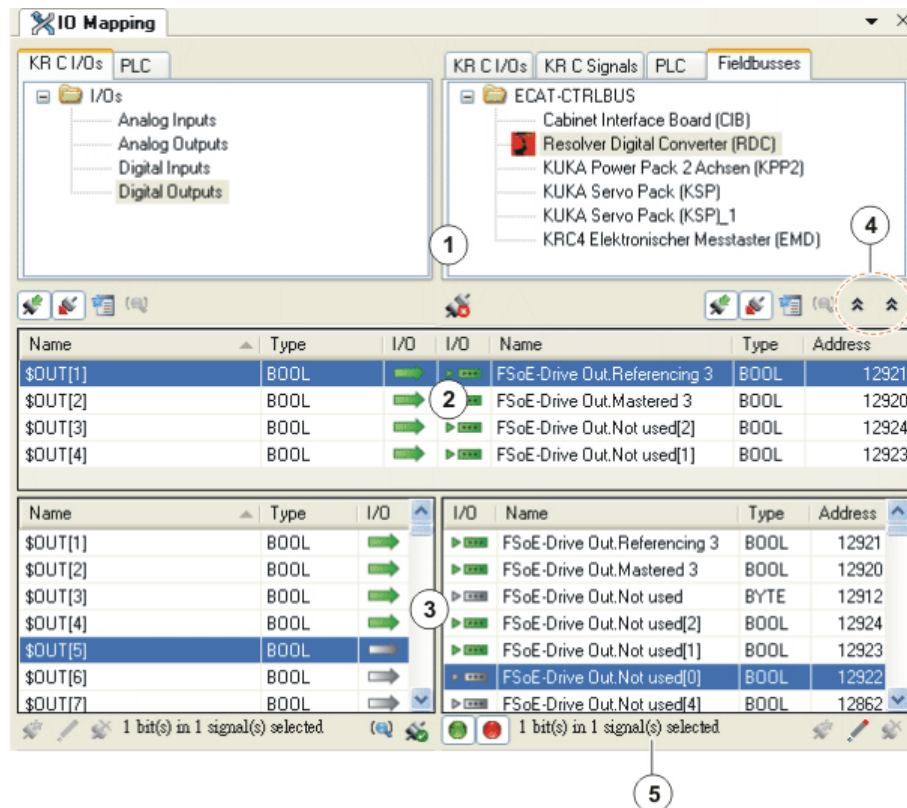 IO Mapping
KR C I/Os PLC
KR C I/Os KR C Signals PLC Fieldbusses
I/Os
Analog Inputs
Analog Outputs
Digital Inputs
Digital Outputs
ECAT-CTRLBUS
Cabinet Interface Board (CIB)
Resolver Digital Converter (RDC)
KUKA Power Pack 2 Achsen (KPP2)
KUKA Servo Pack (KSP)
KUKA Servo Pack (KSP)_1
KRC4 Elektronischer Messtaster (EMD)
1
4
Name Type I/O I/O Name Type Address
$OUT[1] BOOL FSoE-Drive Out.Referencing 3 BOOL 12921
$OUT[2] BOOL FSoE-Drive Out.Mastered 3 BOOL 12920
$OUT[3] BOOL FSoE-Drive Out.Not used[2] BOOL 12924
$OUT[4] BOOL FSoE-Drive Out.Not used[1] BOOL 12923
2
Name Type I/O I/O Name Type Address
$OUT[1] BOOL FSoE-Drive Out.Referencing 3 BOOL 12921
$OUT[2] BOOL FSoE-Drive Out.Mastered 3 BOOL 12920
$OUT[3] BOOL FSoE-Drive Out.Not used BYTE 12912
$OUT[4] BOOL FSoE-Drive Out.Not used[2] BOOL 12924
$OUT[5] BOOL FSoE-Drive Out.Not used[1] BOOL 12923
$OUT[6] BOOL FSoE-Drive Out.Not used[0] BOOL 12922
$OUT[7] BOOL FSoE-Drive Out.Not used[4] BOOL 12862
3
1 bit(s) in 1 signal(s) selected 1 bit(s) in 1 signal(s) selected
5